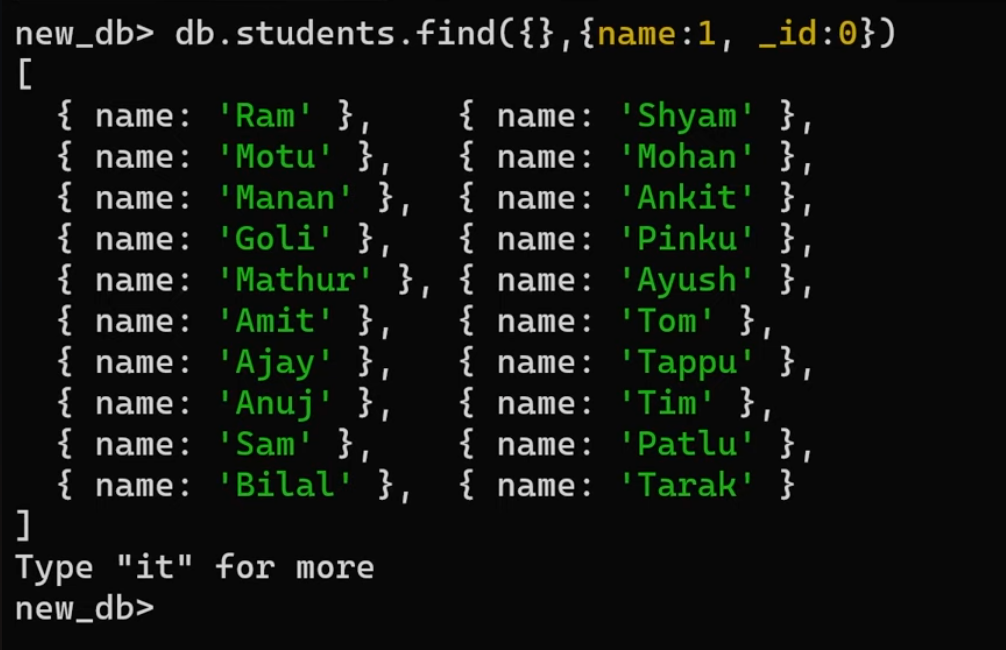 new_db> db.students.find({},{name:1, _id:0})
[
  { name: 'Ram' },    { name: 'Shyam' },
  { name: 'Motu' },   { name: 'Mohan' },
  { name: 'Manan' },  { name: 'Ankit' },
  { name: 'Goli' },   { name: 'Pinku' },
  { name: 'Mathur' }, { name: 'Ayush' },
  { name: 'Amit' },   { name: 'Tom' },
  { name: 'Ajay' },   { name: 'Tappu' },
  { name: 'Anuj' },   { name: 'Tim' },
  { name: 'Sam' },    { name: 'Patlu' },
  { name: 'Bilal' },  { name: 'Tarak' }
]
Type "it" for more
new_db>